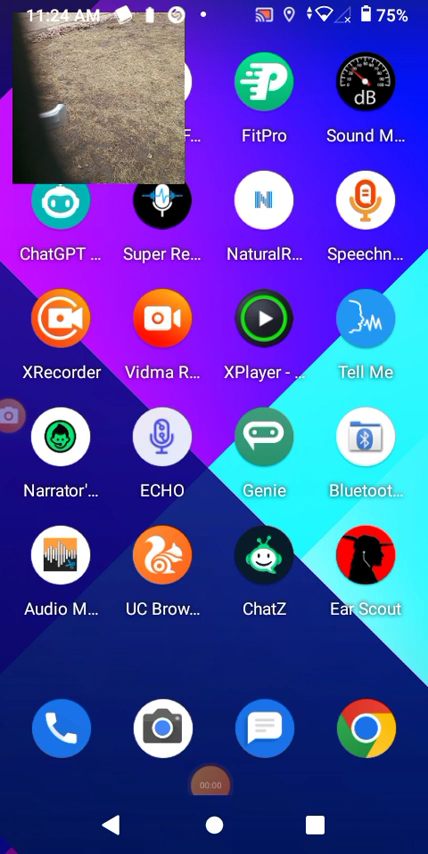 11:24 AM 75%
F...
FitPro
Sound M...
dB
ChatGPT ...
Super Re...
NaturalR...
Speechn...
XRecorder
Vidma R...
XPlayer - ...
Tell Me
Narrator'...
ECHO
Genie
Bluetoot...
Audio M...
UC Brow...
ChatZ
Ear Scout
00:00